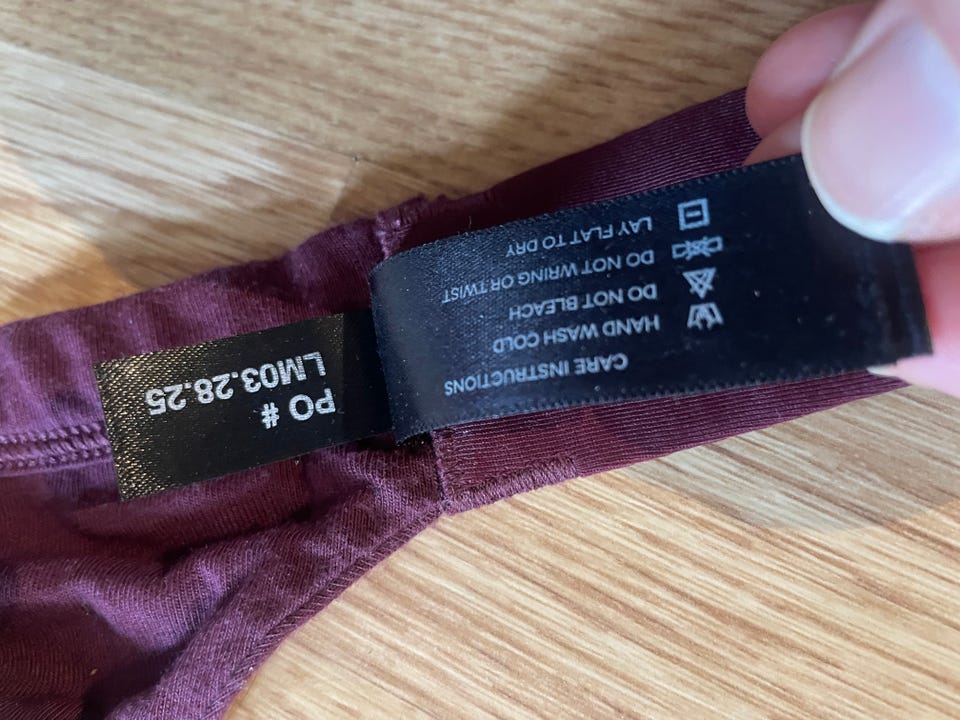 CARE INSTRUCTIONS
HAND WASH COLD
DO NOT BLEACH
DO NOT WRING OR TWIST
LAY FLAT TO DRY
PO #
LM03.28.25